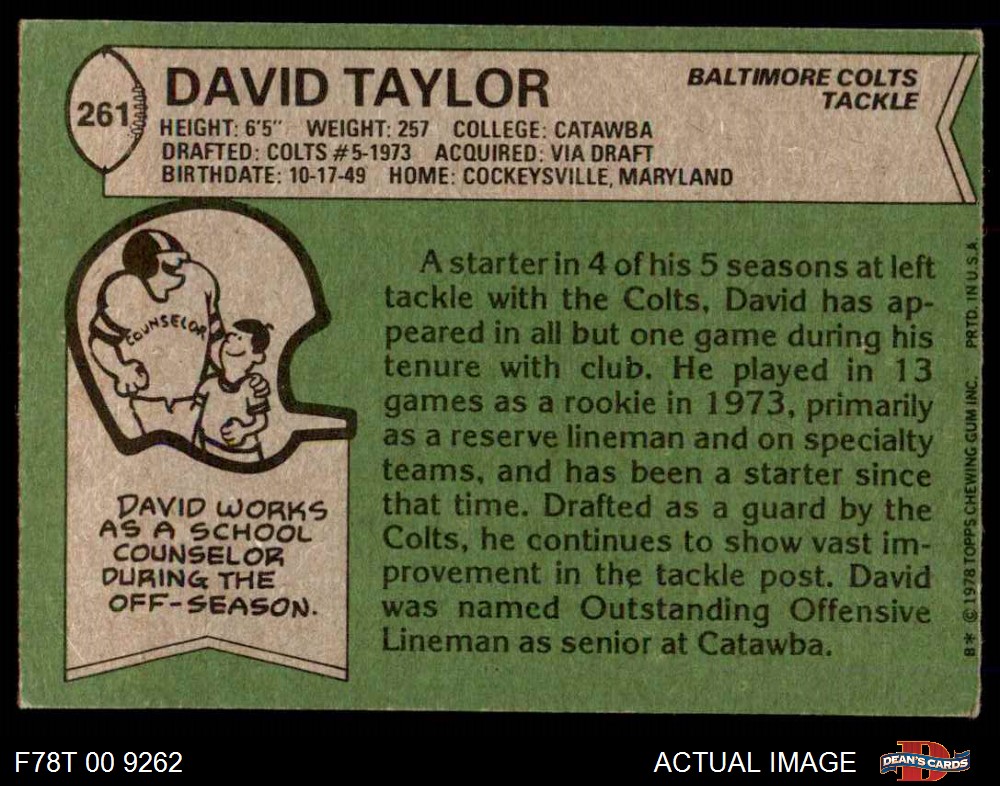 261
DAVID TAYLOR
BALTIMORE COLTS
TACKLE
HEIGHT: 6'5" WEIGHT: 257 COLLEGE: CATAWBA
DRAFTED: COLTS #5-1973 ACQUIRED: VIA DRAFT
BIRTHDATE: 10-17-49 HOME: COCKEYSVILLE, MARYLAND
COUNSELOR
DAVID WORKS
AS A SCHOOL
COUNSELOR
DURING THE
OFF-SEASON.
A starter in 4 of his 5 seasons at left
tackle with the Colts, David has ap-
peared in all but one game during his
tenure with club. He played in 13
games as a rookie in 1973, primarily
as a reserve lineman and on specialty
teams, and has been a starter since
that time. Drafted as a guard by the
Colts, he continues to show vast im-
provement in the tackle post. David
was named Outstanding Offensive
Lineman as senior at Catawba.
8* © 1978 TOPPS CHEWING GUM INC. PRTD. IN U.S.A.
F78T 00 9262
ACTUAL IMAGE
D
DEAN'S CARDS